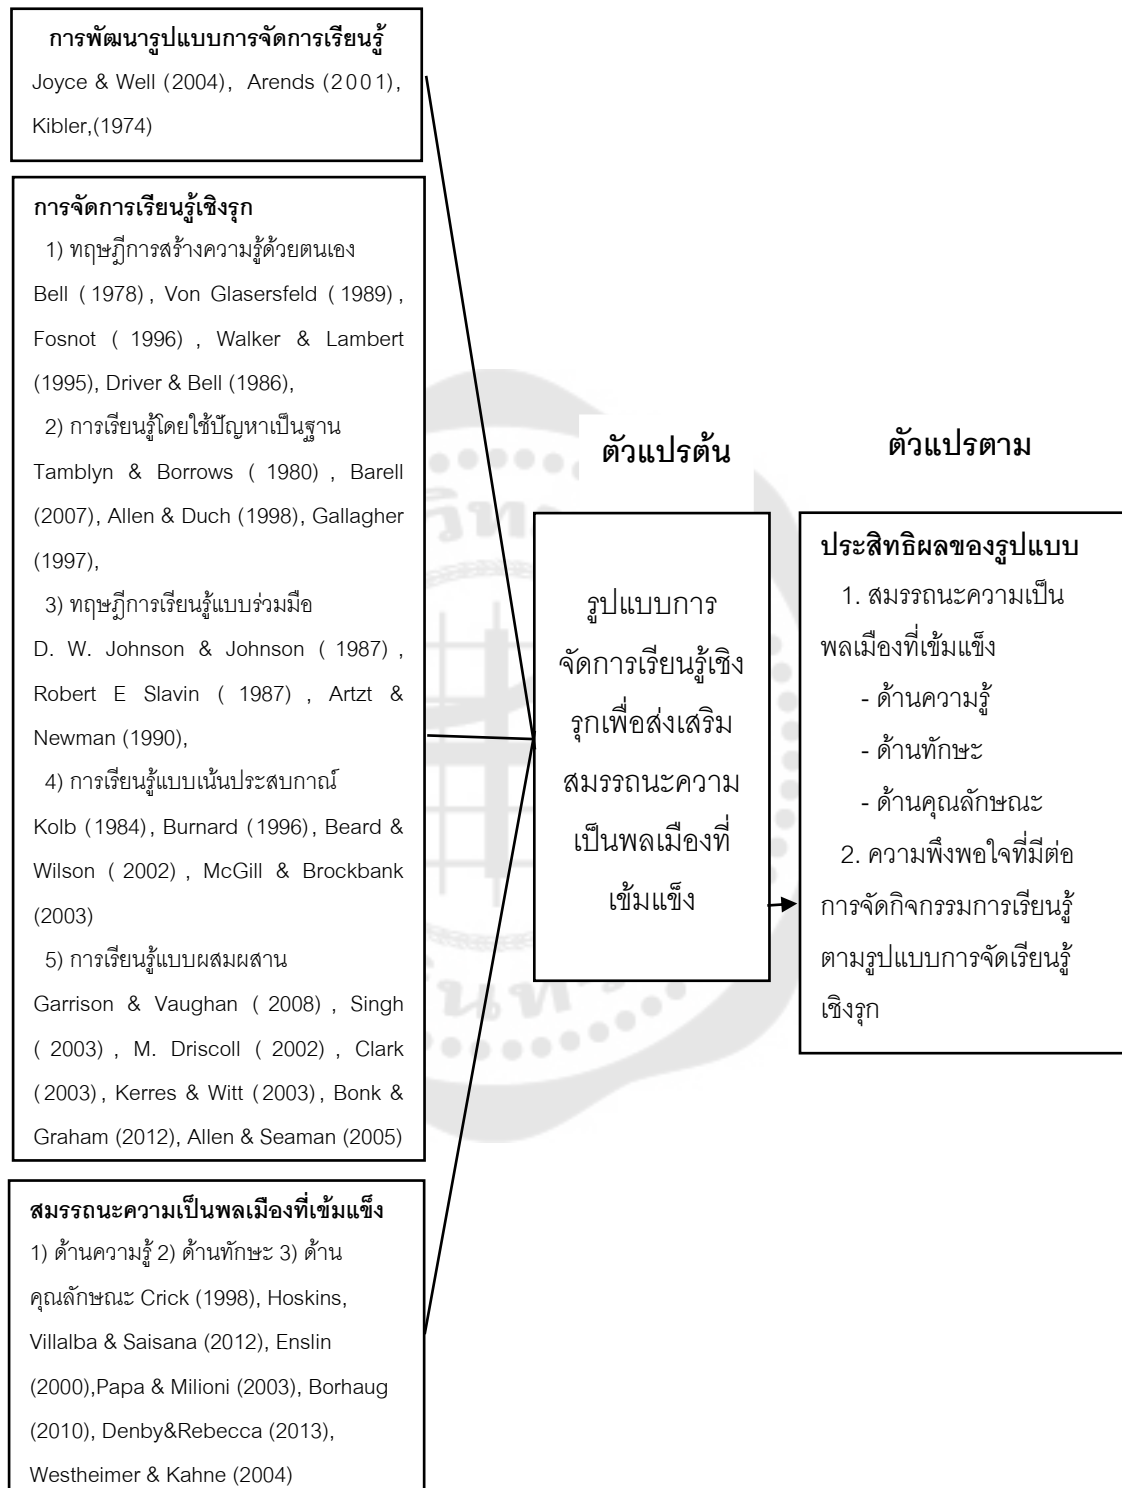 การพัฒนารูปแบบการจัดการเรียนรู้
Joyce & Well (2004), Arends (2001),
Kibler,(1974)
การจัดการเรียนรู้เชิงรุก
1) ทฤษฎีการสร้างความรู้ด้วยตนเอง
Bell ( 1978) , Von Glasersfeld ( 1989) ,
Fosnot ( 1996) , Walker & Lambert
(1995), Driver & Bell (1986),
2) การเรียนรู้โดยใช้ปัญหาเป็นฐาน
Tamblyn & Borrows ( 1980) , Barell
(2007), Allen & Duch (1998), Gallagher
(1997),
3) ทฤษฎีการเรียนรู้แบบร่วมมือ
D. W. Johnson & Johnson ( 1987) ,
Robert E Slavin ( 1987) , Artzt &
Newman (1990),
4) การเรียนรู้แบบเน้นประสบกาณ์
Kolb (1984), Burnard (1996), Beard &
Wilson ( 2002) , McGill & Brockbank
(2003)
5) การเรียนรู้แบบผสมผสาน
Garrison & Vaughan ( 2008) , Singh
( 2003) , M. Driscoll ( 2002) , Clark
(2003), Kerres & Witt (2003), Bonk &
Graham (2012), Allen & Seaman (2005)
สมรรถนะความเป็นพลเมืองที่เข้มแข็ง
1) ด้านความรู้ 2) ด้านทักษะ 3) ด้าน
คุณลักษณะ Crick (1998), Hoskins,
Villalba & Saisana (2012), Enslin
(2000),Papa & Milioni (2003), Borhaug
(2010), Denby&Rebecca (2013),
Westheimer & Kahne (2004)
ตัวแปรต้น
รูปแบบการ
จัดการเรียนรู้เชิง
รุกเพื่อส่งเสริม
สมรรถนะความ
เป็นพลเมืองที่
เข้มแข็ง
ตัวแปรตาม
ประสิทธิผลของรูปแบบ
1. สมรรถนะความเป็น
พลเมืองที่เข้มแข็ง
- ด้านความรู้
- ด้านทักษะ
- ด้านคุณลักษณะ
2. ความพึงพอใจที่มีต่อ
การจัดกิจกรรมการเรียนรู้
ตามรูปแบบการจัดเรียนรู้
เชิงรุก